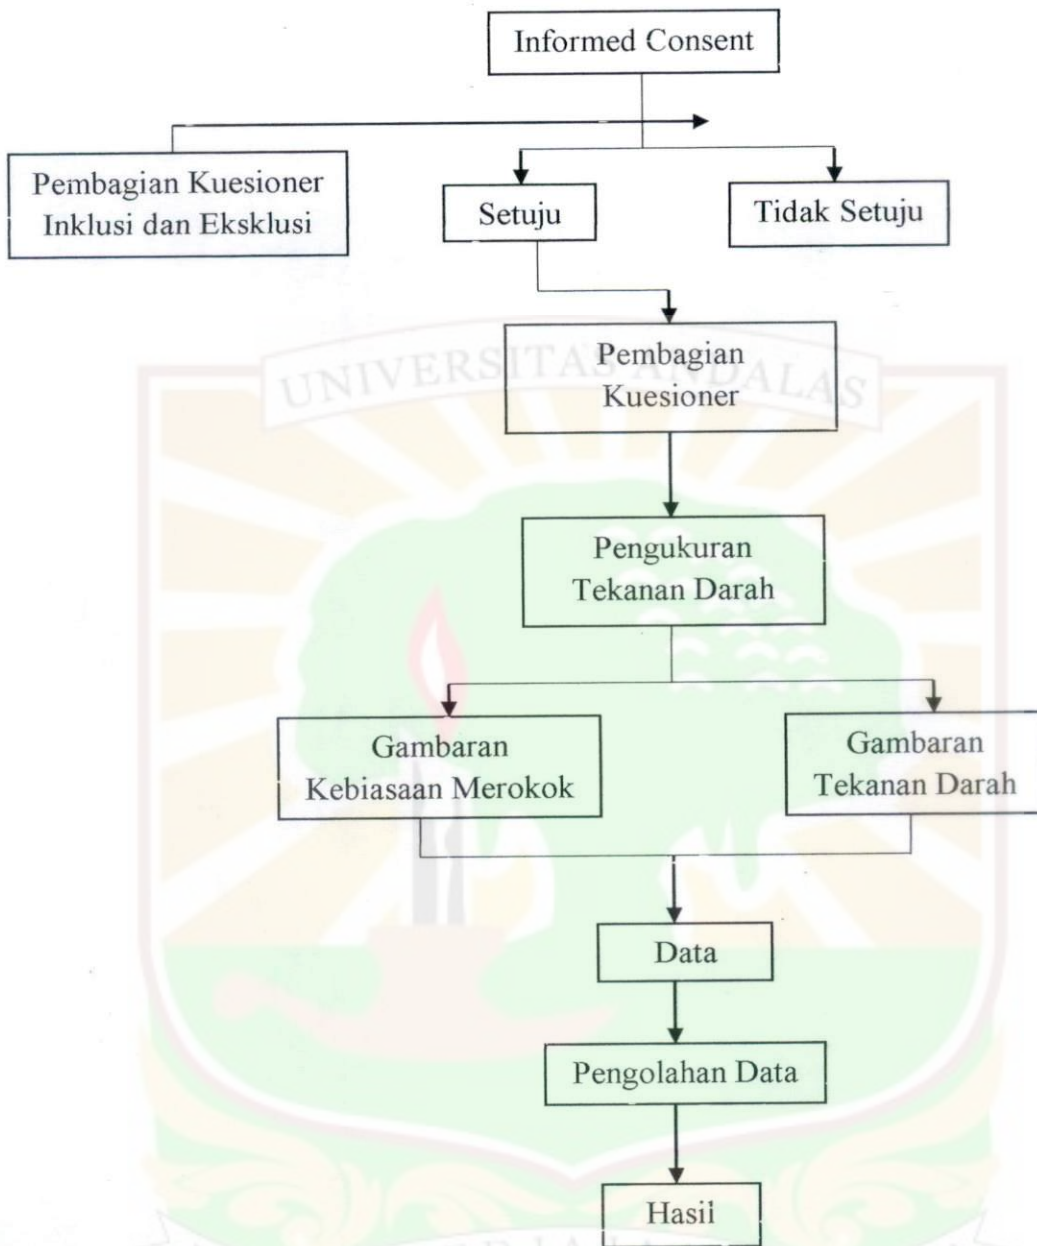 Informed Consent
Pembagian Kuesioner
Inklusi dan Eksklusi
Setuju
Tidak Setuju
UNIVERSITAS ANDALAS
Pembagian
Kuesioner
Pengukuran
Tekanan Darah
Gambaran
Kebiasaan Merokok
Gambaran
Tekanan Darah
Data
Pengolahan Data
Hasil